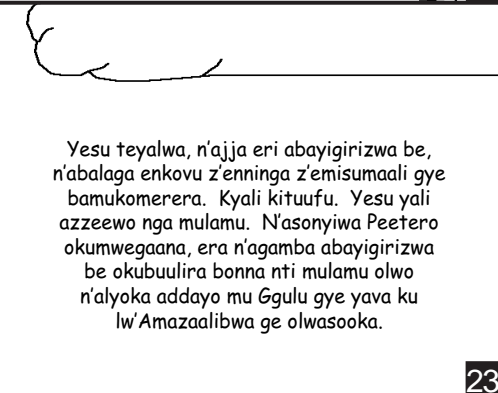 Yesu teyalwa, n'ajja eri abayigirizwa be,
n'abalaga enkovu z'enninga z'emisumaali gye
bamukomerera. Kyali kituufu. Yesu yali
azzeewo nga mulamu. N'asonyiwa Peetero
okumwegaana, era n'agamba abayigirizwa
be okubuulira bonna nti mulamu olwo
n'alyoka addayo mu Ggulu gye yava ku
lw'Amazaalibwa ge olwasooka.
23